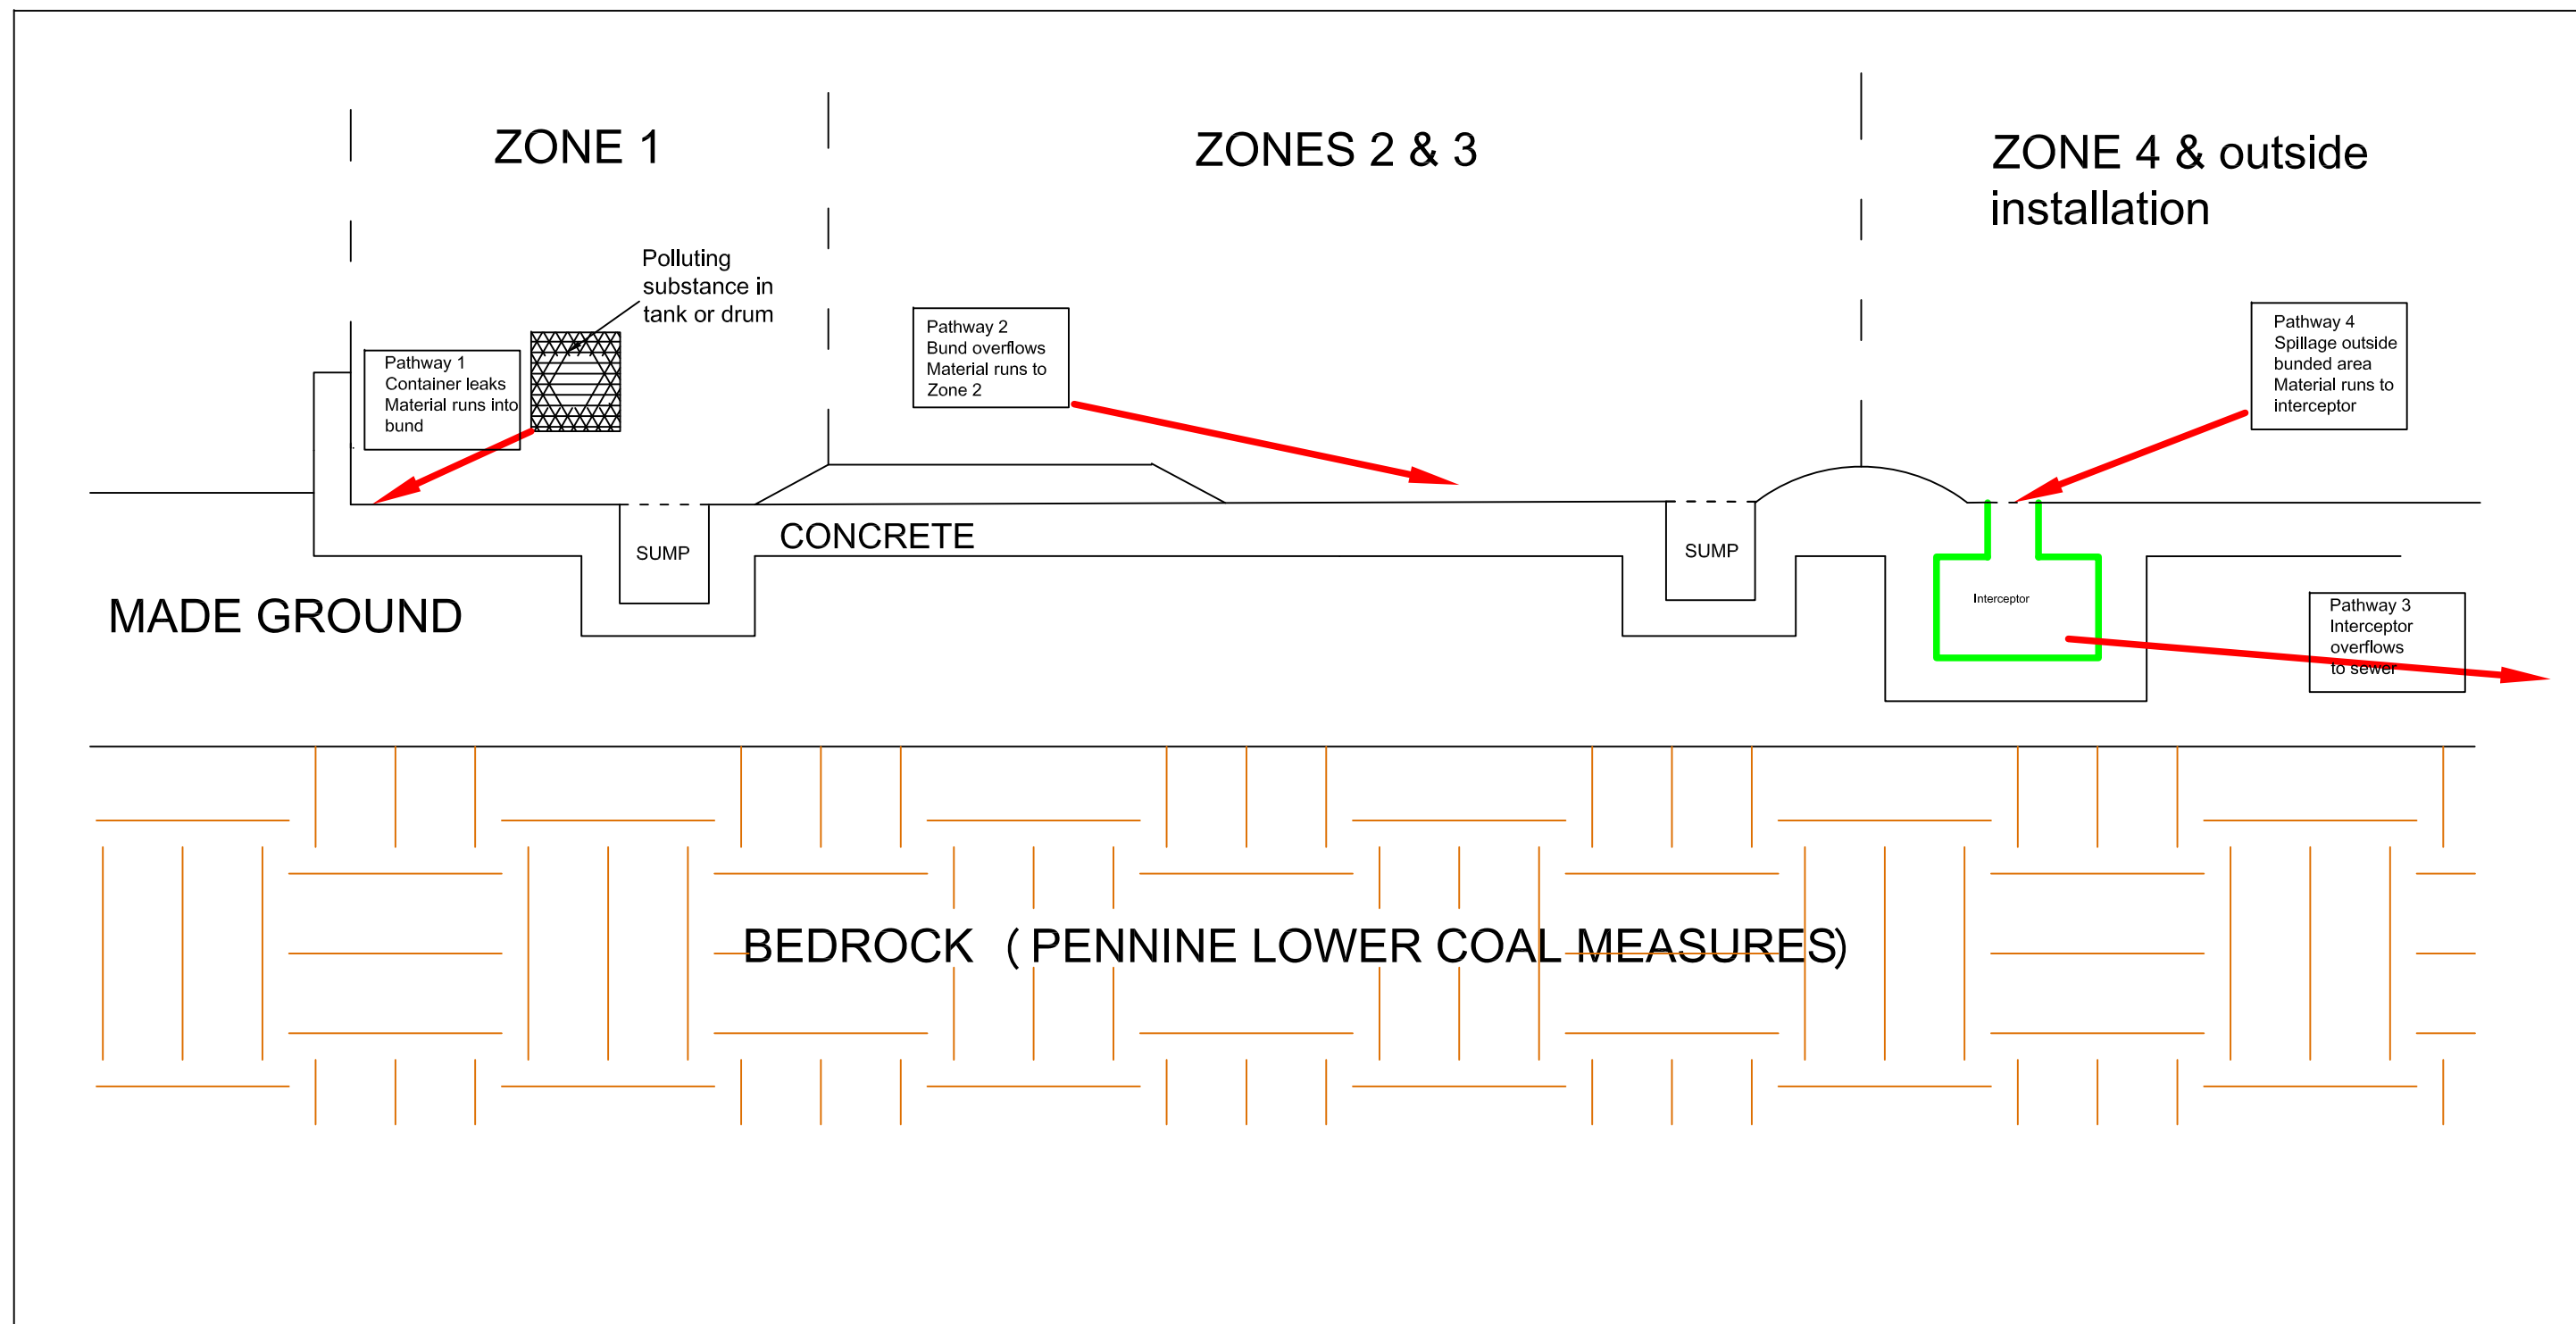 ZONE 1
ZONES 2 & 3
ZONE 4 & outside
installation
Polluting
substance in
tank or drum
Pathway 1
Container leaks
Material runs into
bund
Pathway 2
Bund overflows
Material runs to
Zone 2
Pathway 4
Spillage outside
bunded area
Material runs to
interceptor
SUMP
CONCRETE
SUMP
Interceptor
MADE GROUND
Pathway 3
Interceptor
overflows
to sewer
BEDROCK ( PENNINE LOWER COAL MEASURES)